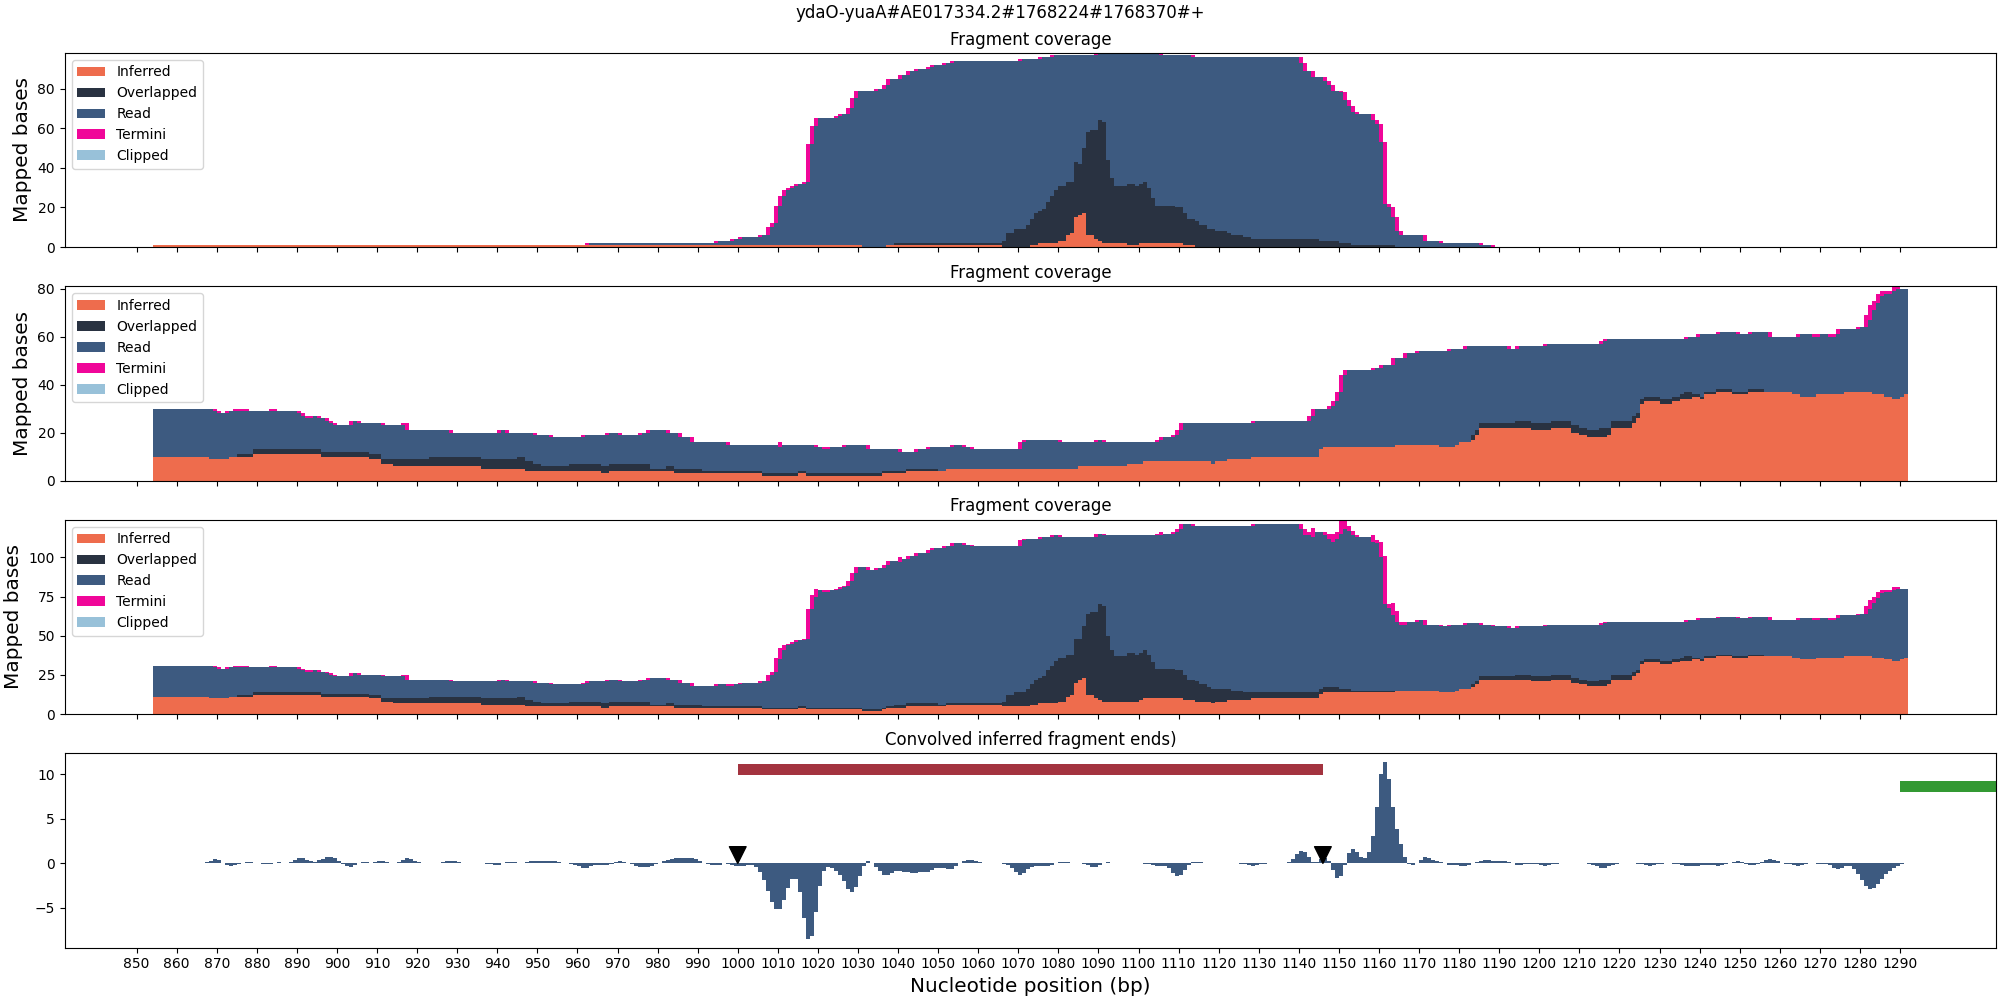 ydaO-yuaA#AE017334.2#1768224#1768370#+
Fragment coverage
Mapped bases
80
60
40
20
0
Inferred
Overlapped
Read
Termini
Clipped
Fragment coverage
Mapped bases
80
60
40
20
0
Inferred
Overlapped
Read
Termini
Clipped
Fragment coverage
Mapped bases
100
75
50
25
0
Inferred
Overlapped
Read
Termini
Clipped
Convolved inferred fragment ends)
10
5
0
−5
850 860 870 880 890 900 910 920 930 940 950 960 970 980 990 1000 1010 1020 1030 1040 1050 1060 1070 1080 1090 1100 1110 1120 1130 1140 1150 1160 1170 1180 1190 1200 1210 1220 1230 1240 1250 1260 1270 1280 1290
Nucleotide position (bp)